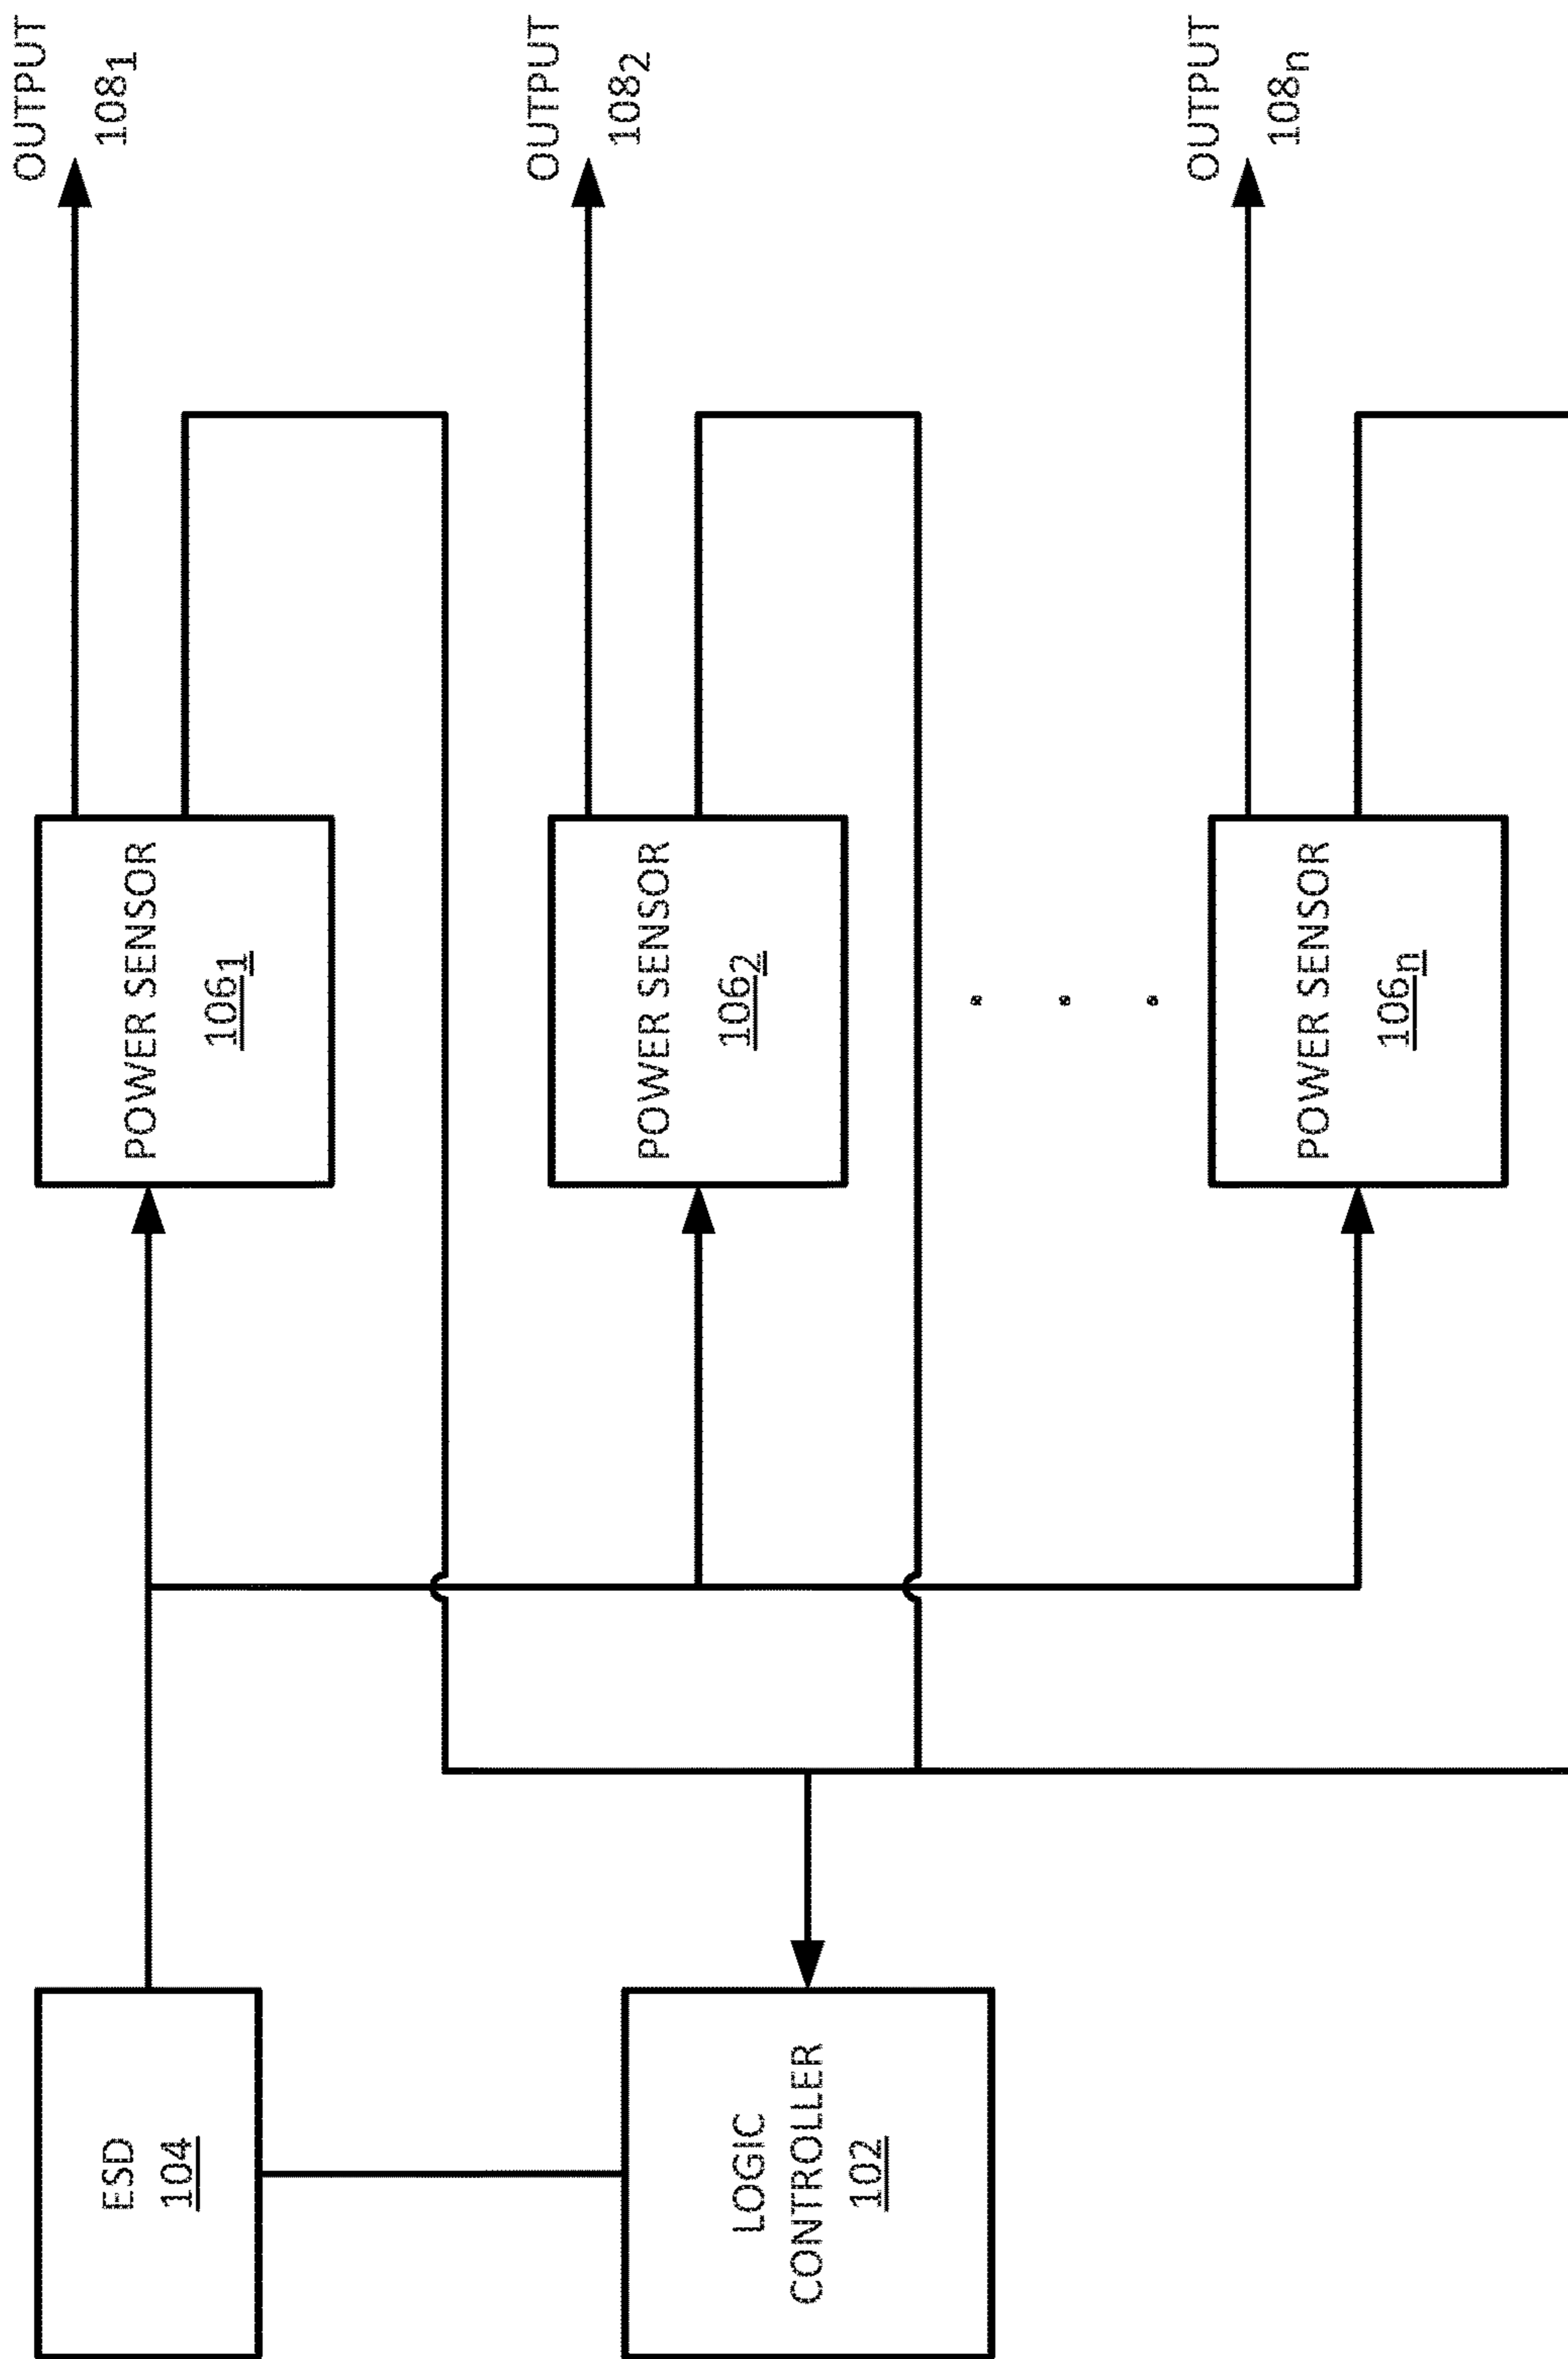 ESD
104
LOGIC
CONTROLLER
102
POWER SENSOR
106₁
OUTPUT
108₁
POWER SENSOR
106₂
OUTPUT
108₂
POWER SENSOR
106ₙ
OUTPUT
108ₙ